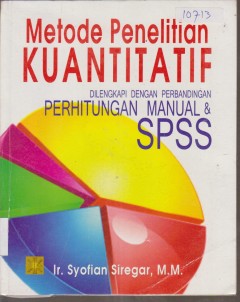 10713
Metode Penelitian
KUANTITATIF
DILENGKAPI DENGAN PERBANDINGAN
PERHITUNGAN MANUAL &
SPSS
Ir. Syofian Siregar, M.M.